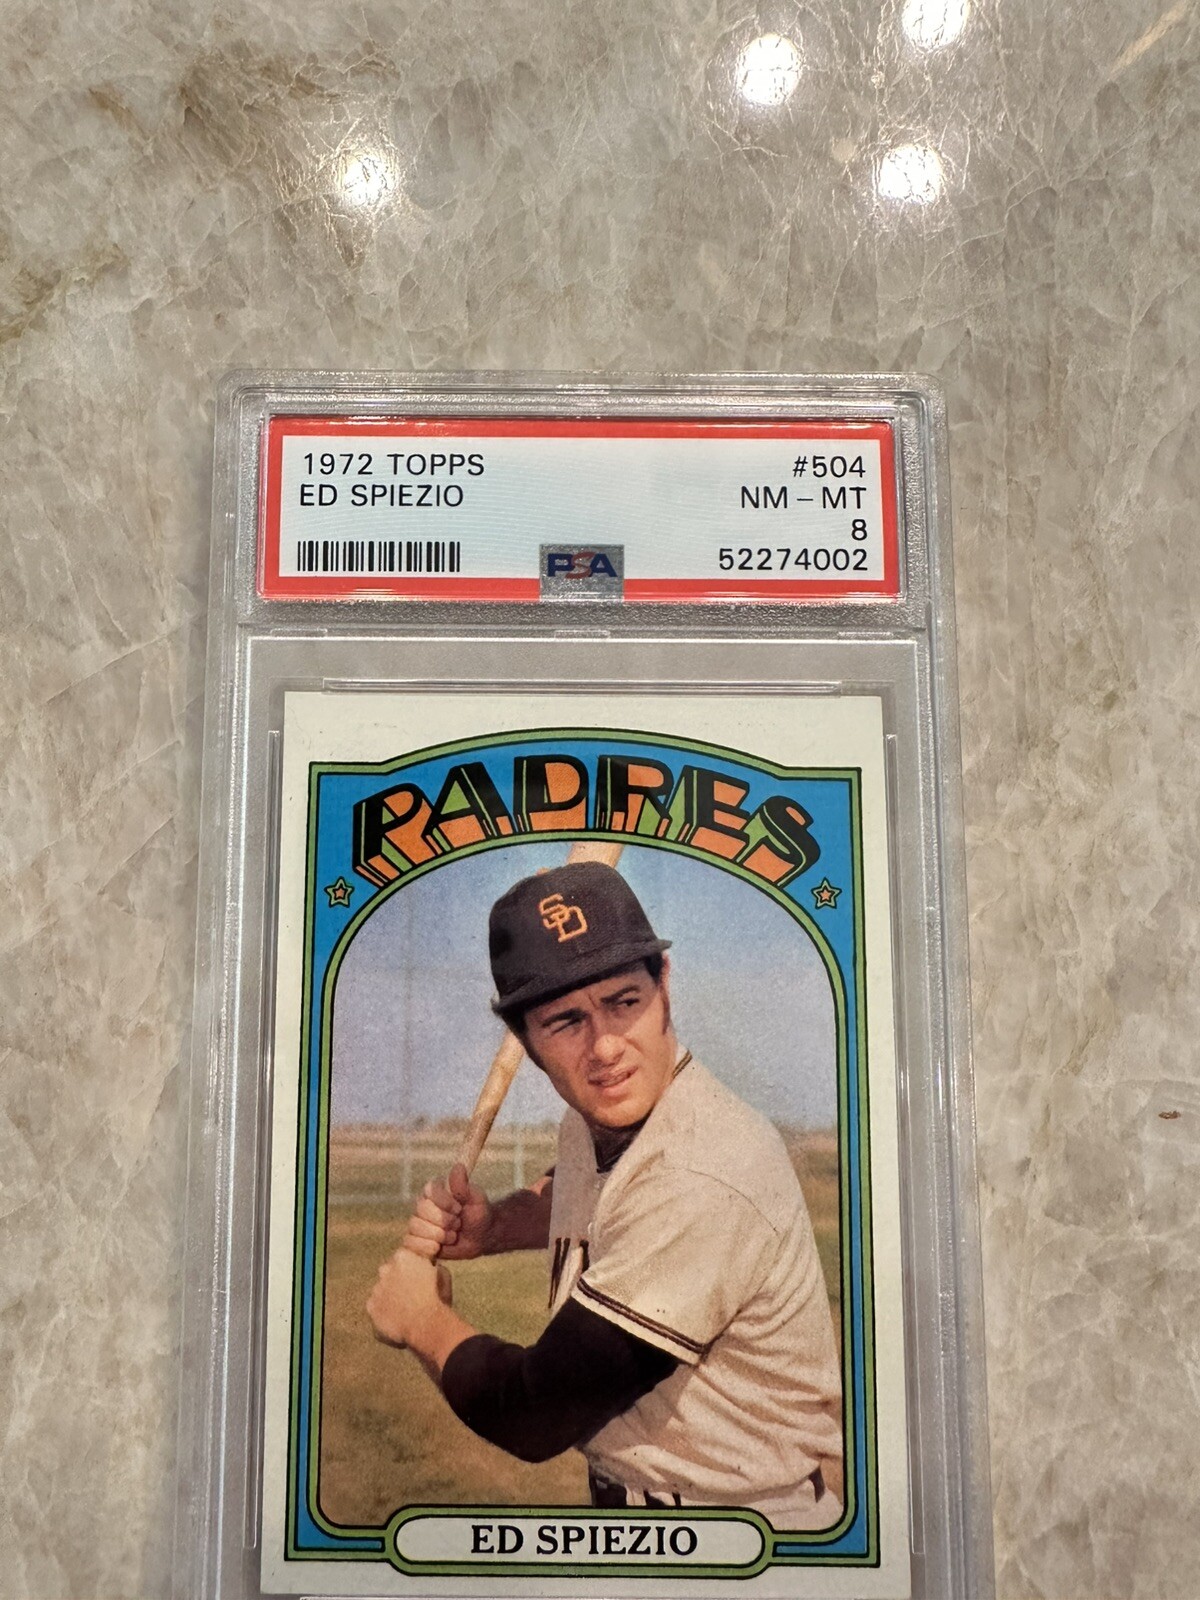 1972 TOPPS #504
ED SPIEZIO NM - MT
8
PSA 52274002
PADRES
SD
ED SPIEZIO